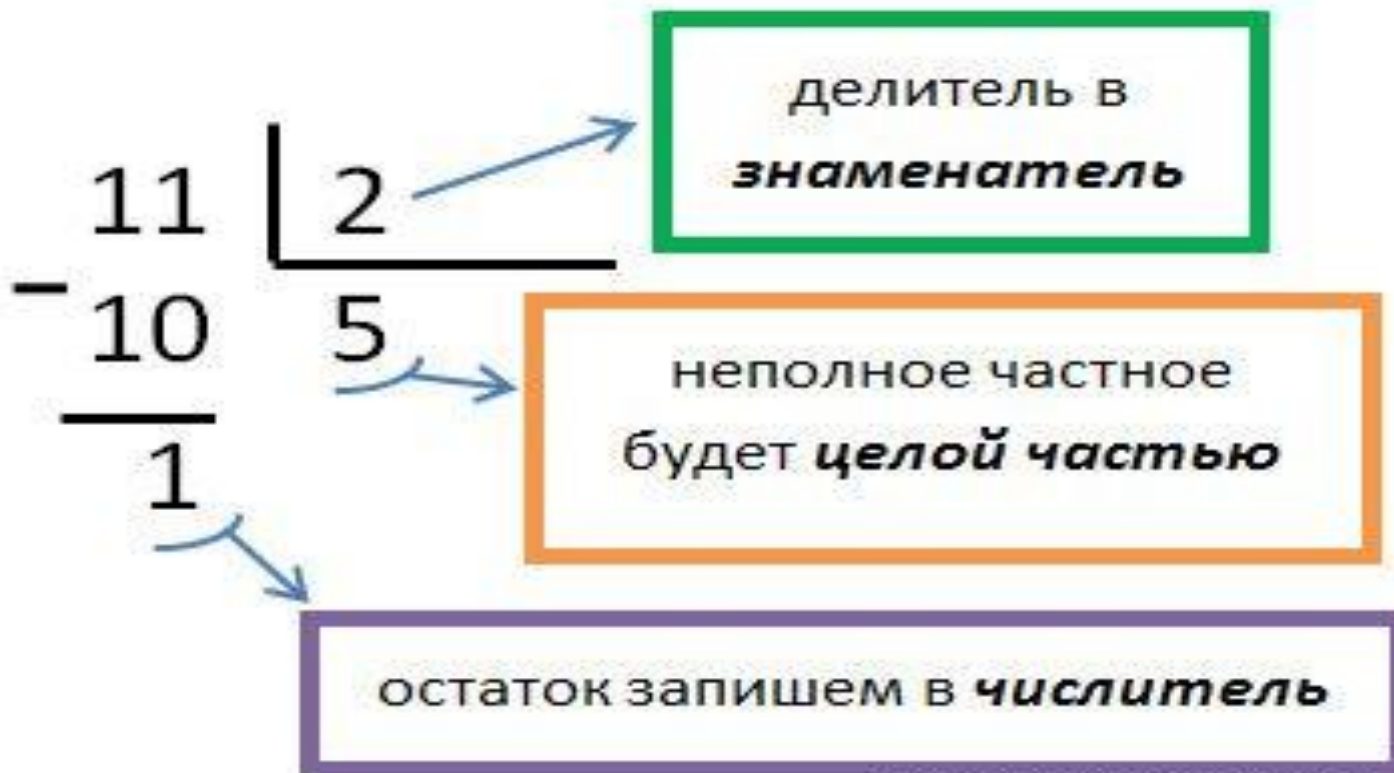 11 2
делитель в
знаменатель
- 10 5
неполное частное
будет целой частью
1
остаток запишем в числитель